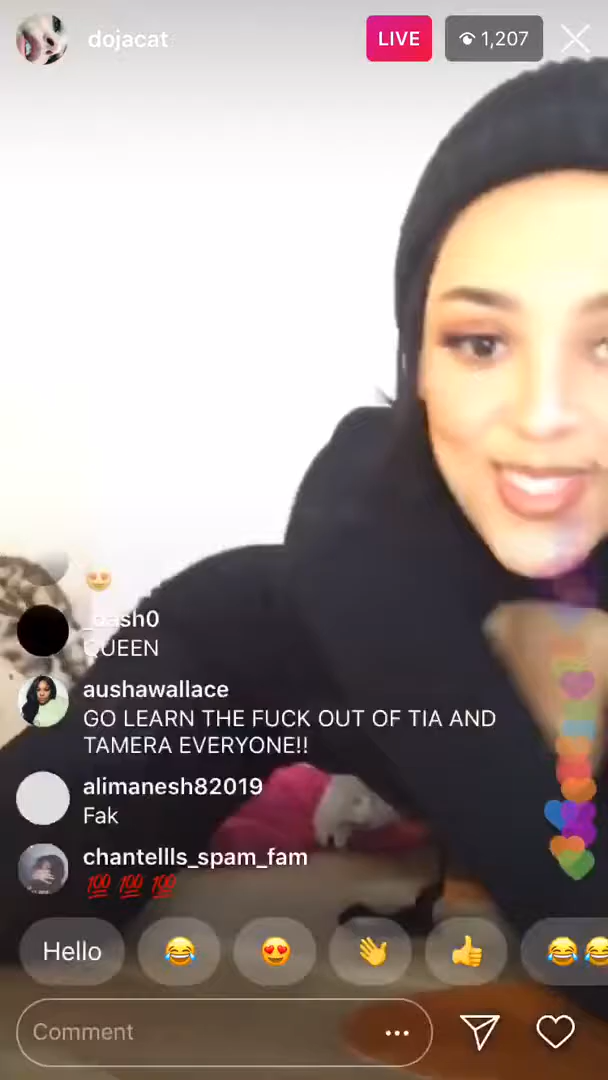 dojacat
LIVE
1,207
_bash0
QUEEN
aushawallace
GO LEARN THE FUCK OUT OF TIA AND
TAMERA EVERYONE!!
alimanesh82019
Fak
chantellls_spam_fam
💯 💯 💯
Hello
Comment